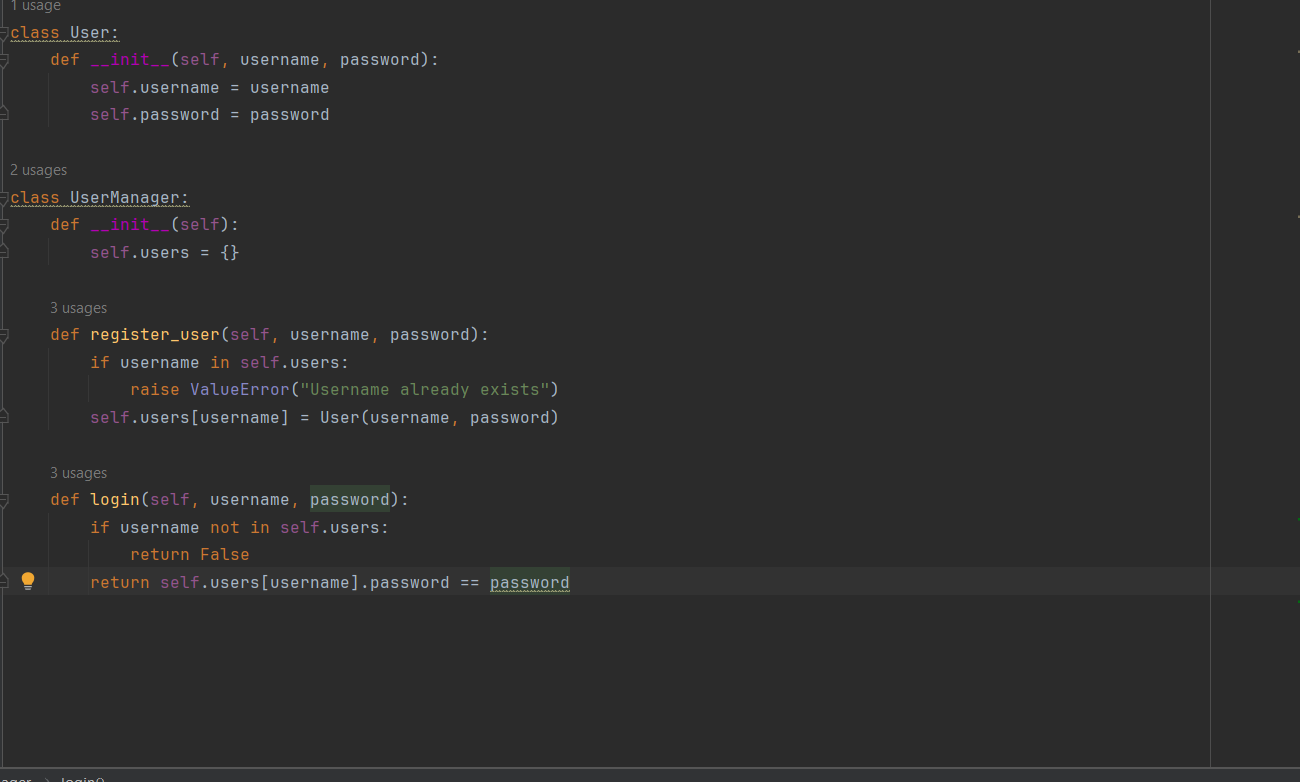 1 usage
class User:
    def __init__(self, username, password):
        self.username = username
        self.password = password
2 usages
class UserManager:
    def __init__(self):
        self.users = {}
    3 usages
    def register_user(self, username, password):
        if username in self.users:
            raise ValueError("Username already exists")
        self.users[username] = User(username, password)
    3 usages
    def login(self, username, password):
        if username not in self.users:
            return False
        return self.users[username].password == password
login()